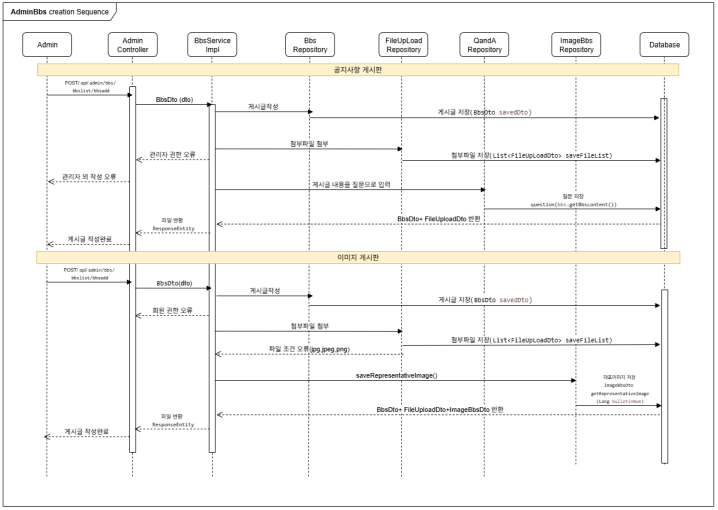 AdminBbs creation Sequence
Admin
Admin
Controller
BbsService
Impl
Bbs
Repository
FileUpLoad
Repository
QandA
Repository
ImageBbs
Repository
Database
공지사항 게시판
POST/ api/ admin/bbs/
bbslist/bbsadd
BbsDto (dto)
게시글작성
게시글 저장(BbsDto savedDto)
첨부파일 첨부
관리자 권한 오류
첨부파일 저장(List<FileUpLoadDto> saveFileList)
관리자 외 작성 오류
게시글 내용을 질문으로 입력
질문 저장
question(bbs.getBbscontent())
BbsDto+ FileUploadDto 반환
파일 변환
ResponseEntity
게시글 작성완료
이미지 게시판
POST/ api/ admin/bbs/
bbslist/bbsadd
BbsDto(dto)
게시글작성
게시글 저장(BbsDto savedDto)
회원 권한 오류
첨부파일 첨부
첨부파일 저장(List<FileUpLoadDto> saveFileList)
파일 조건 오류(jpg,jpeg,png)
saveRepresentativeImage()
대표이미지 저장
ImageBbsDto
getRepresentativeImage
(Long bulletinNum)
BbsDto+ FileUploadDto+ImageBbsDto 반환
파일 변환
ResponseEntity
게시글 작성완료